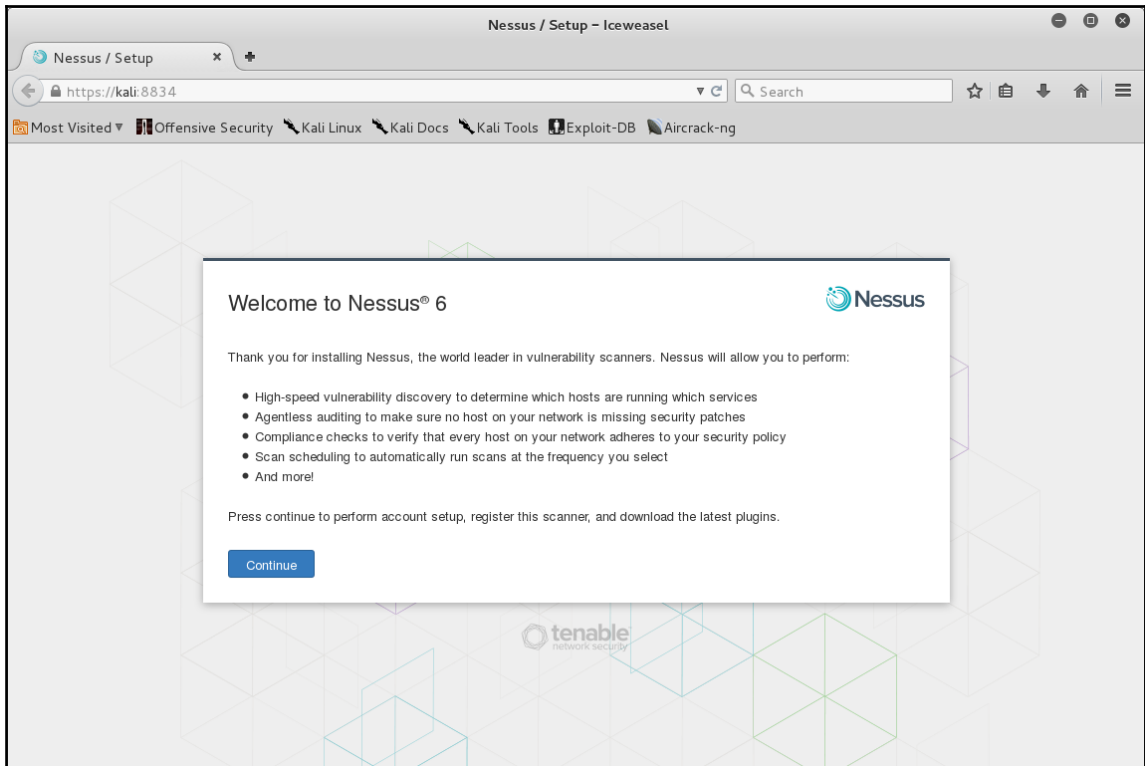 Nessus / Setup - Iceweasel
Nessus / Setup
https://kali:8834
Search
Most Visited
Offensive Security
Kali Linux
Kali Docs
Kali Tools
Exploit-DB
Aircrack-ng
Welcome to Nessus® 6
Nessus
Thank you for installing Nessus, the world leader in vulnerability scanners. Nessus will allow you to perform:
• High-speed vulnerability discovery to determine which hosts are running which services
• Agentless auditing to make sure no host on your network is missing security patches
• Compliance checks to verify that every host on your network adheres to your security policy
• Scan scheduling to automatically run scans at the frequency you select
• And more!
Press continue to perform account setup, register this scanner, and download the latest plugins.
Continue
tenable
network security